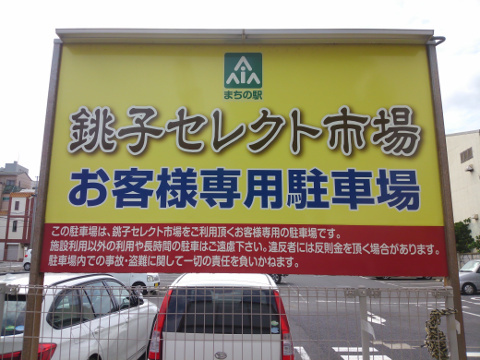 まちの駅
銚子セレクト市場
お客様専用駐車場
この駐車場は、銚子セレクト市場をご利用頂くお客様専用の駐車場です。
施設利用以外の利用や長時間の駐車はご遠慮下さい。違反者には反則金を頂く場合があります。
駐車場内での事故・盗難に関して一切の責任を負いかねます。